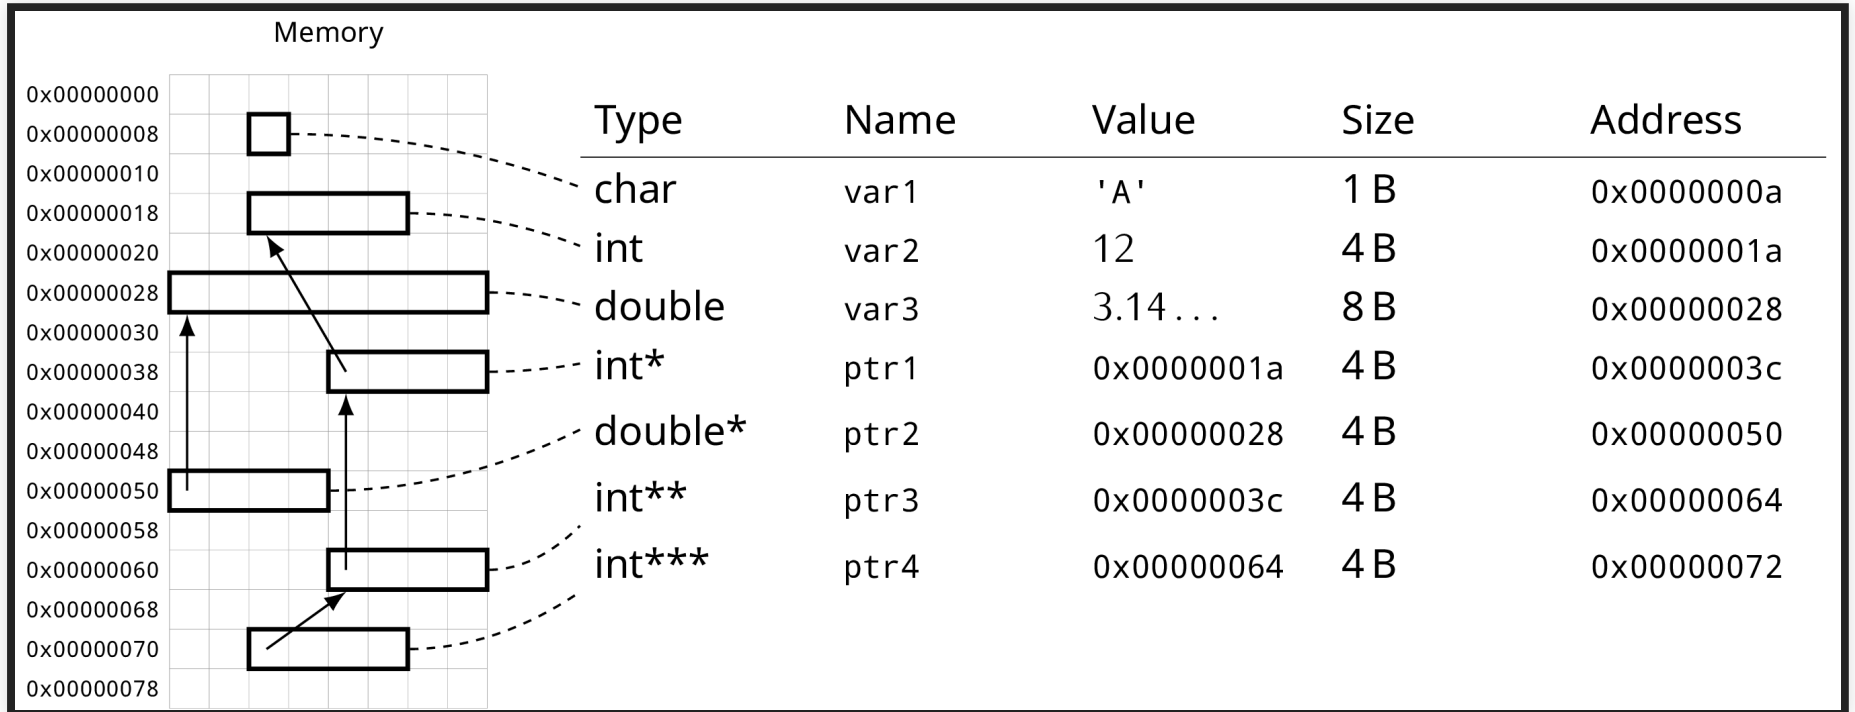 Memory
0x00000000
0x00000008
0x00000010
0x00000018
0x00000020
0x00000028
0x00000030
0x00000038
0x00000040
0x00000048
0x00000050
0x00000058
0x00000060
0x00000068
0x00000070
0x00000078
Type Name Value Size Address
char var1 'A' 1 B 0x0000000a
int var2 12 4 B 0x0000001a
double var3 3.14... 8 B 0x00000028
int* ptr1 0x0000001a 4 B 0x0000003c
double* ptr2 0x00000028 4 B 0x00000050
int** ptr3 0x0000003c 4 B 0x00000064
int*** ptr4 0x00000064 4 B 0x00000072